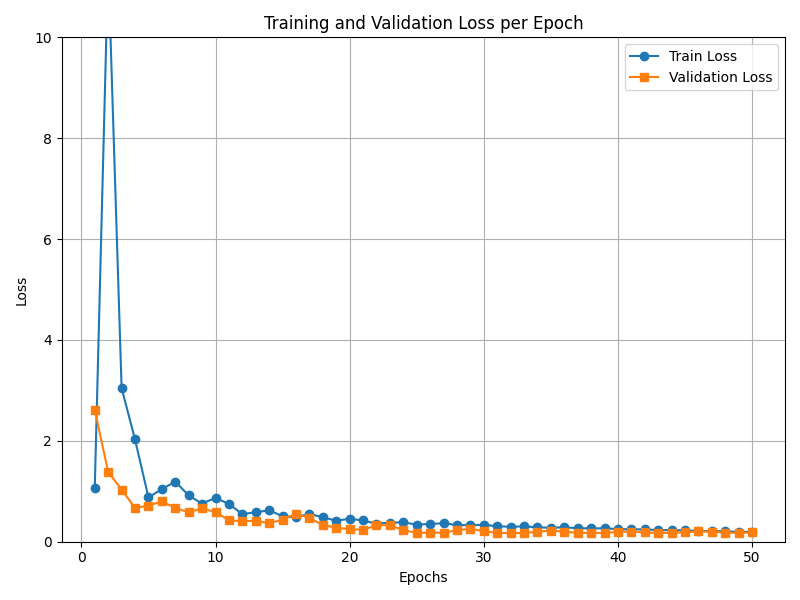 Training and Validation Loss per Epoch
Train Loss
Validation Loss
10
8
6
4
2
0
Loss
0 10 20 30 40 50
Epochs